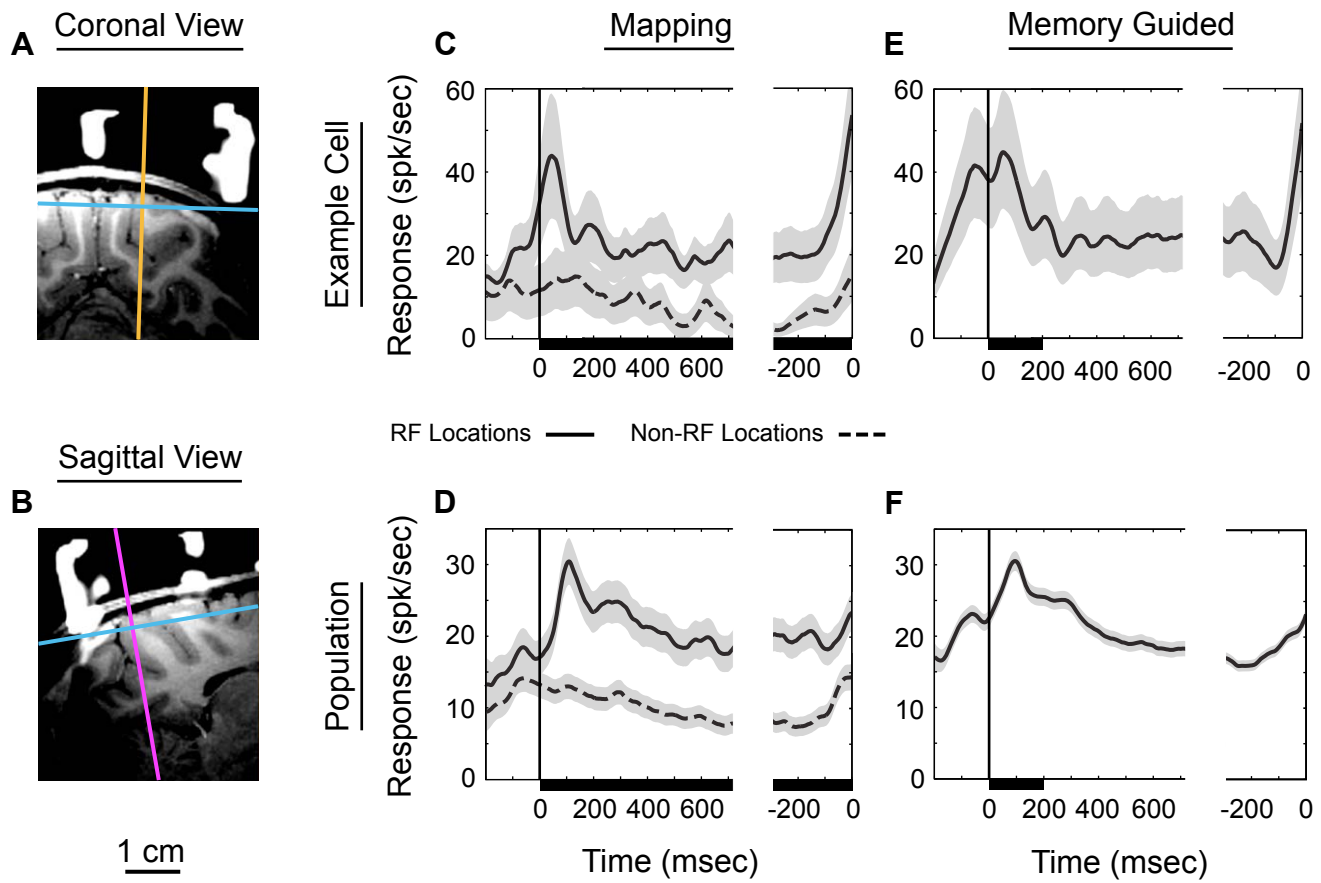 A
Coronal View
C
Mapping
E
Memory Guided
Example Cell
Response (spk/sec)
60
40
20
0
0 200 400 600 -200 0
60
40
20
0
0 200 400 600 -200 0
RF Locations Non-RF Locations
B
Sagittal View
D
F
Population
Response (spk/sec)
30
20
10
0
0 200 400 600 -200 0
30
20
10
0
0 200 400 600 -200 0
1 cm
Time (msec)
Time (msec)